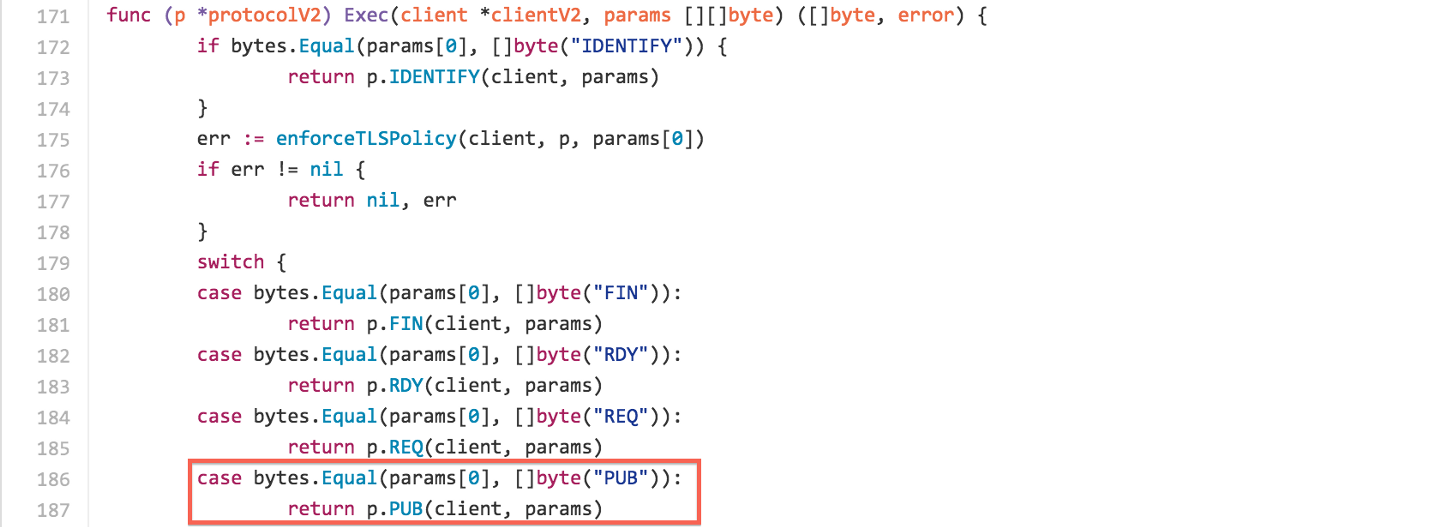 171 func (p *protocolV2) Exec(client *clientV2, params [][]byte) ([]byte, error) {
172 if bytes.Equal(params[0], []byte("IDENTIFY")) {
173 return p.IDENTIFY(client, params)
174 }
175 err := enforceTLSPolicy(client, p, params[0])
176 if err != nil {
177 return nil, err
178 }
179 switch {
180 case bytes.Equal(params[0], []byte("FIN")):
181 return p.FIN(client, params)
182 case bytes.Equal(params[0], []byte("RDY")):
183 return p.RDY(client, params)
184 case bytes.Equal(params[0], []byte("REQ")):
185 return p.REQ(client, params)
186 case bytes.Equal(params[0], []byte("PUB")):
187 return p.PUB(client, params)